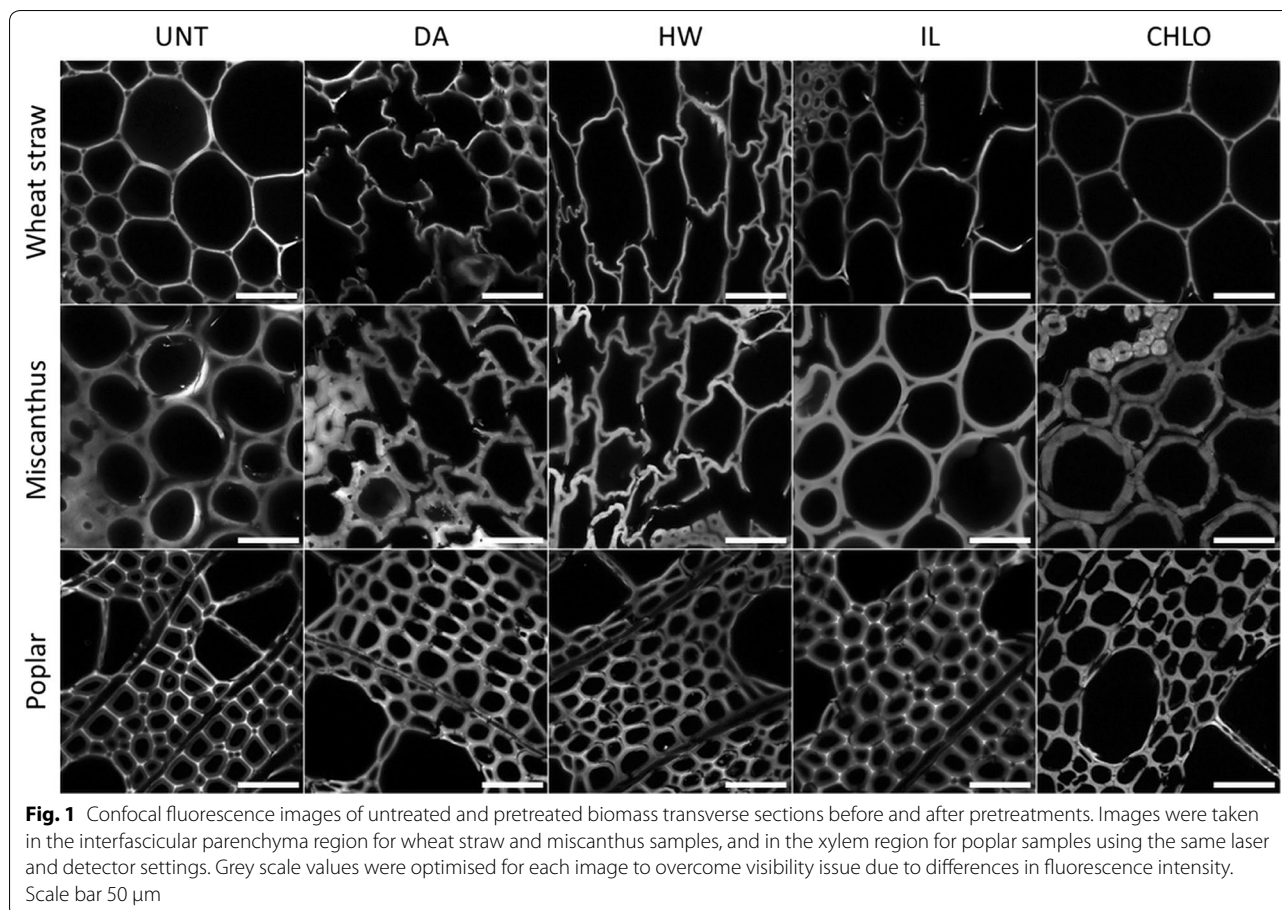 UNT DA HW IL CHLO
Wheat straw
Miscanthus
Poplar
Fig. 1 Confocal fluorescence images of untreated and pretreated biomass transverse sections before and after pretreatments. Images were taken
in the interfascicular parenchyma region for wheat straw and miscanthus samples, and in the xylem region for poplar samples using the same laser
and detector settings. Grey scale values were optimised for each image to overcome visibility issue due to differences in fluorescence intensity.
Scale bar 50 µm